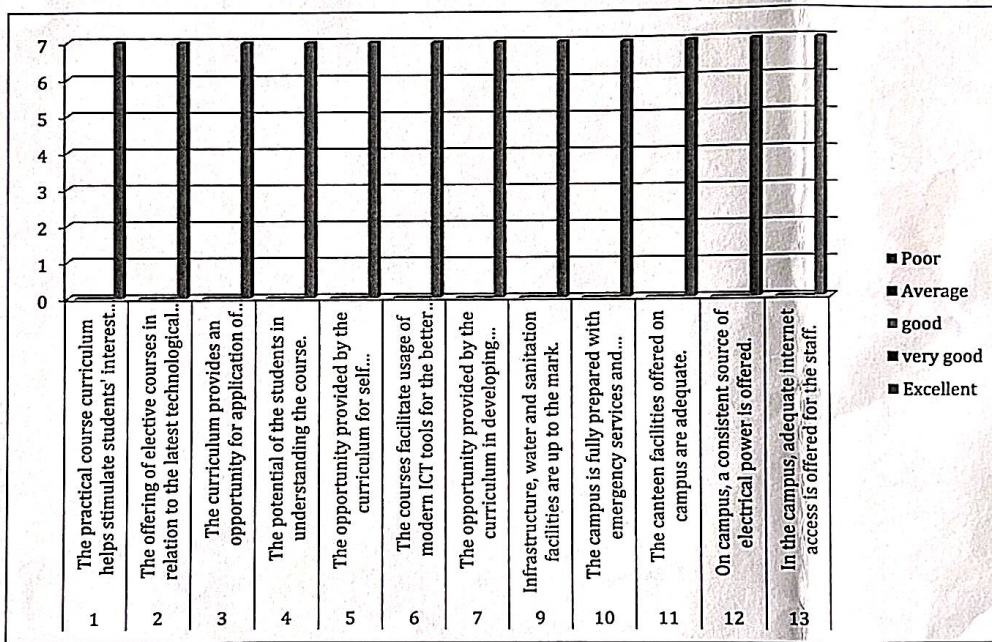 7
6
5
4
3
2
1
0
The practical course curriculum
helps stimulate students' interest...
The offering of elective courses in
relation to the latest technological...
The curriculum provides an
opportunity for application of...
The potential of the students in
understanding the course.
The opportunity provided by the
curriculum for self...
The courses facilitate usage of
modern ICT tools for the better...
The opportunity provided by the
curriculum in developing...
Infrastructure, water and sanitation
facilities are up to the mark.
The campus is fully prepared with
emergency services and...
The canteen facilities offered on
campus are adequate.
On campus, a consistent source of
electrical power is offered.
In the campus, adequate internet
access is offered for the staff.
1 2 3 4 5 6 7 9 10 11 12 13
Poor
Average
good
very good
Excellent